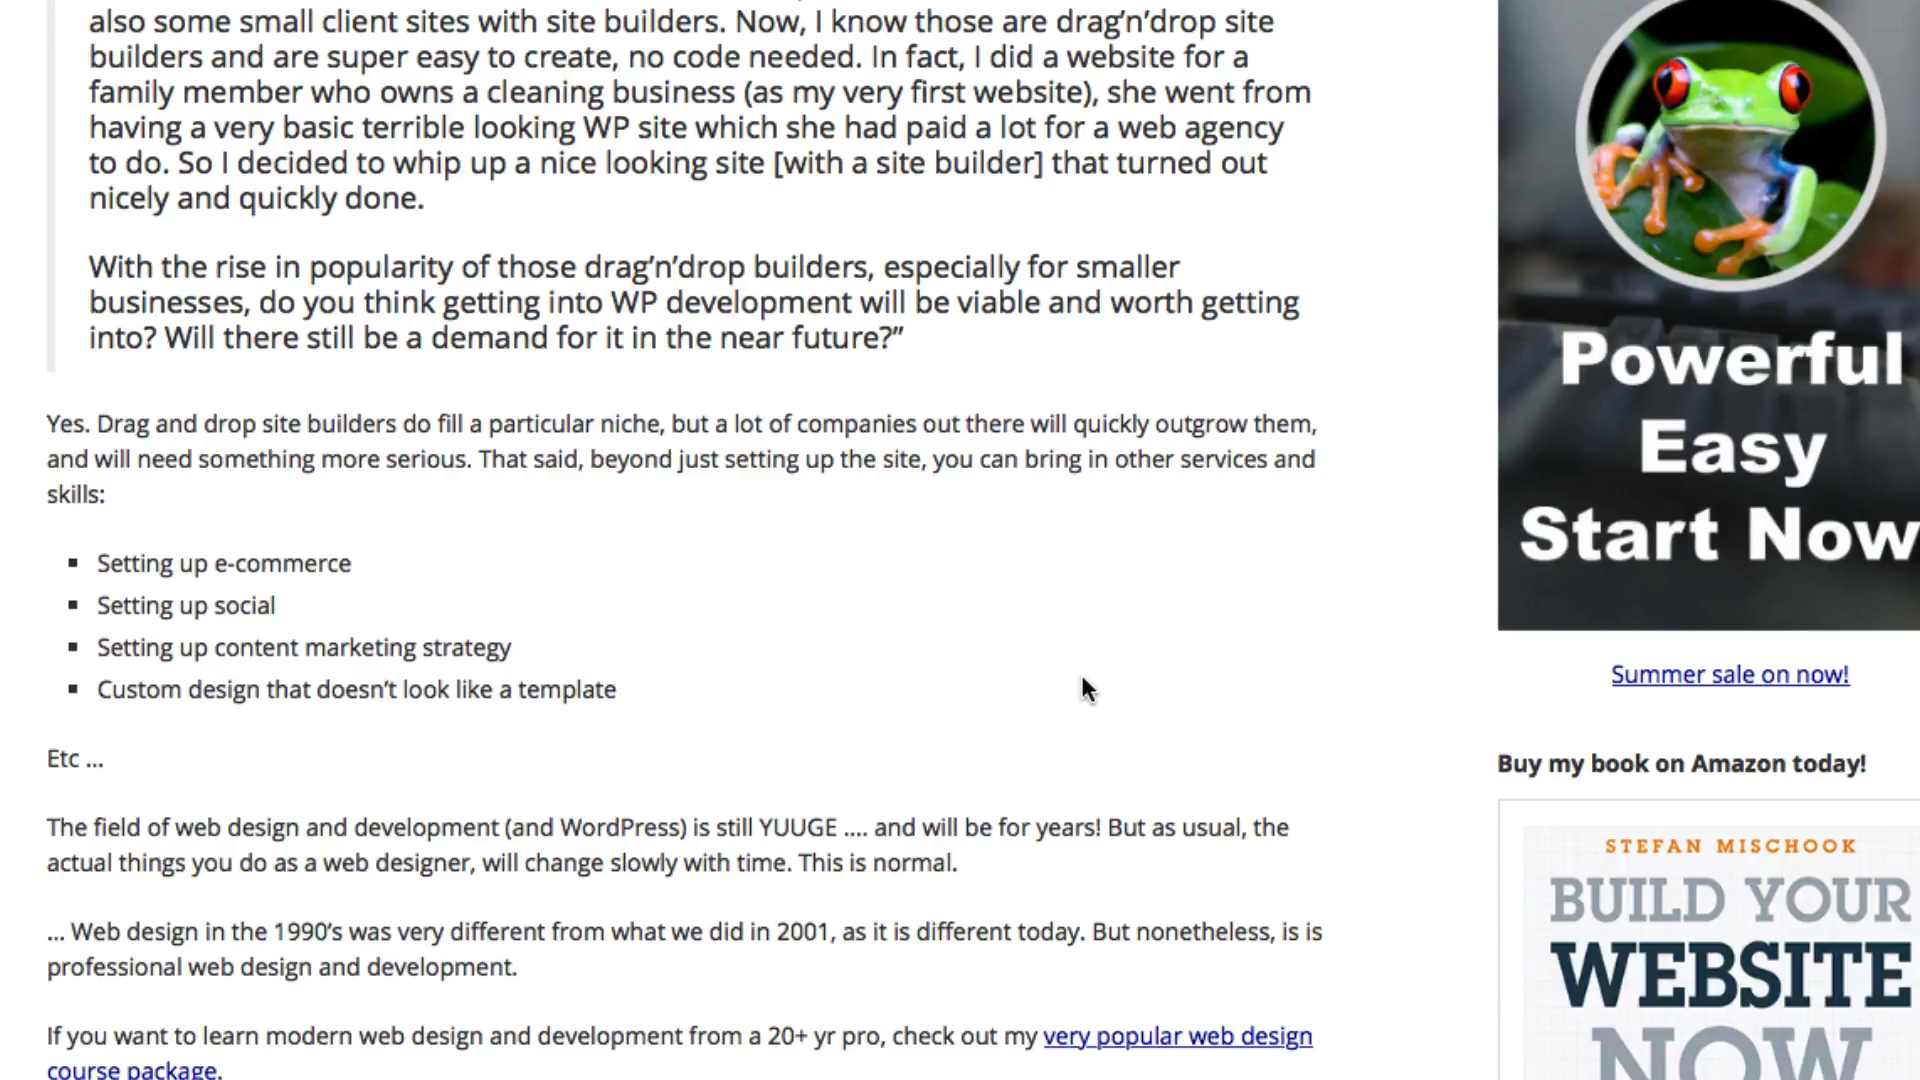 also some small client sites with site builders. Now, I know those are drag’n’drop site
builders and are super easy to create, no code needed. In fact, I did a website for a
family member who owns a cleaning business (as my very first website), she went from
having a very basic terrible looking WP site which she had paid a lot for a web agency
to do. So I decided to whip up a nice looking site [with a site builder] that turned out
nicely and quickly done.
With the rise in popularity of those drag’n’drop builders, especially for smaller
businesses, do you think getting into WP development will be viable and worth getting
into? Will there still be a demand for it in the near future?”
Yes. Drag and drop site builders do fill a particular niche, but a lot of companies out there will quickly outgrow them,
and will need something more serious. That said, beyond just setting up the site, you can bring in other services and
skills:
Setting up e-commerce
Setting up social
Setting up content marketing strategy
Custom design that doesn’t look like a template
Etc …
The field of web design and development (and WordPress) is still YUUGE …. and will be for years! But as usual, the
actual things you do as a web designer, will change slowly with time. This is normal.
… Web design in the 1990’s was very different from what we did in 2001, as it is different today. But nonetheless, is is
professional web design and development.
If you want to learn modern web design and development from a 20+ yr pro, check out my very popular web design
course package.
Powerful
Easy
Start Now
Summer sale on now!
Buy my book on Amazon today!
STEFAN MISCHOOK
BUILD YOUR
WEBSITE
NOW